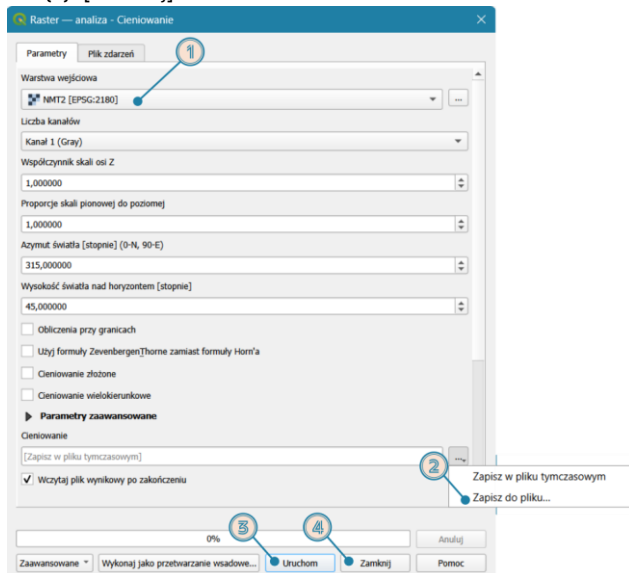 Raster — analiza - Cieniowanie
Parametry Plik zdarzeń
1
Warstwa wejściowa
NMT2 [EPSG:2180]
...
Liczba kanałów
Kanał 1 (Gray)
Współczynnik skali osi Z
1,000000
Proporcje skali pionowej do poziomej
1,000000
Azymut światła [stopnie] (0-N, 90-E)
315,000000
Wysokość światła nad horyzontem [stopnie]
45,000000
Obliczenia przy granicach
Użyj formuły ZevenbergenThorne zamiast formuły Horn'a
Cieniowanie złożone
Cieniowanie wielokierunkowe
Parametry zaawansowane
Cieniowanie
[Zapisz w pliku tymczasowym]
...
2
Zapisz w pliku tymczasowym
Wczytaj plik wynikowy po zakończeniu
Zapisz do pliku...
3 4
0% Anuluj
Zaawansowane Wykonaj jako przetwarzanie wsadowe... Uruchom Zamknij Pomoc